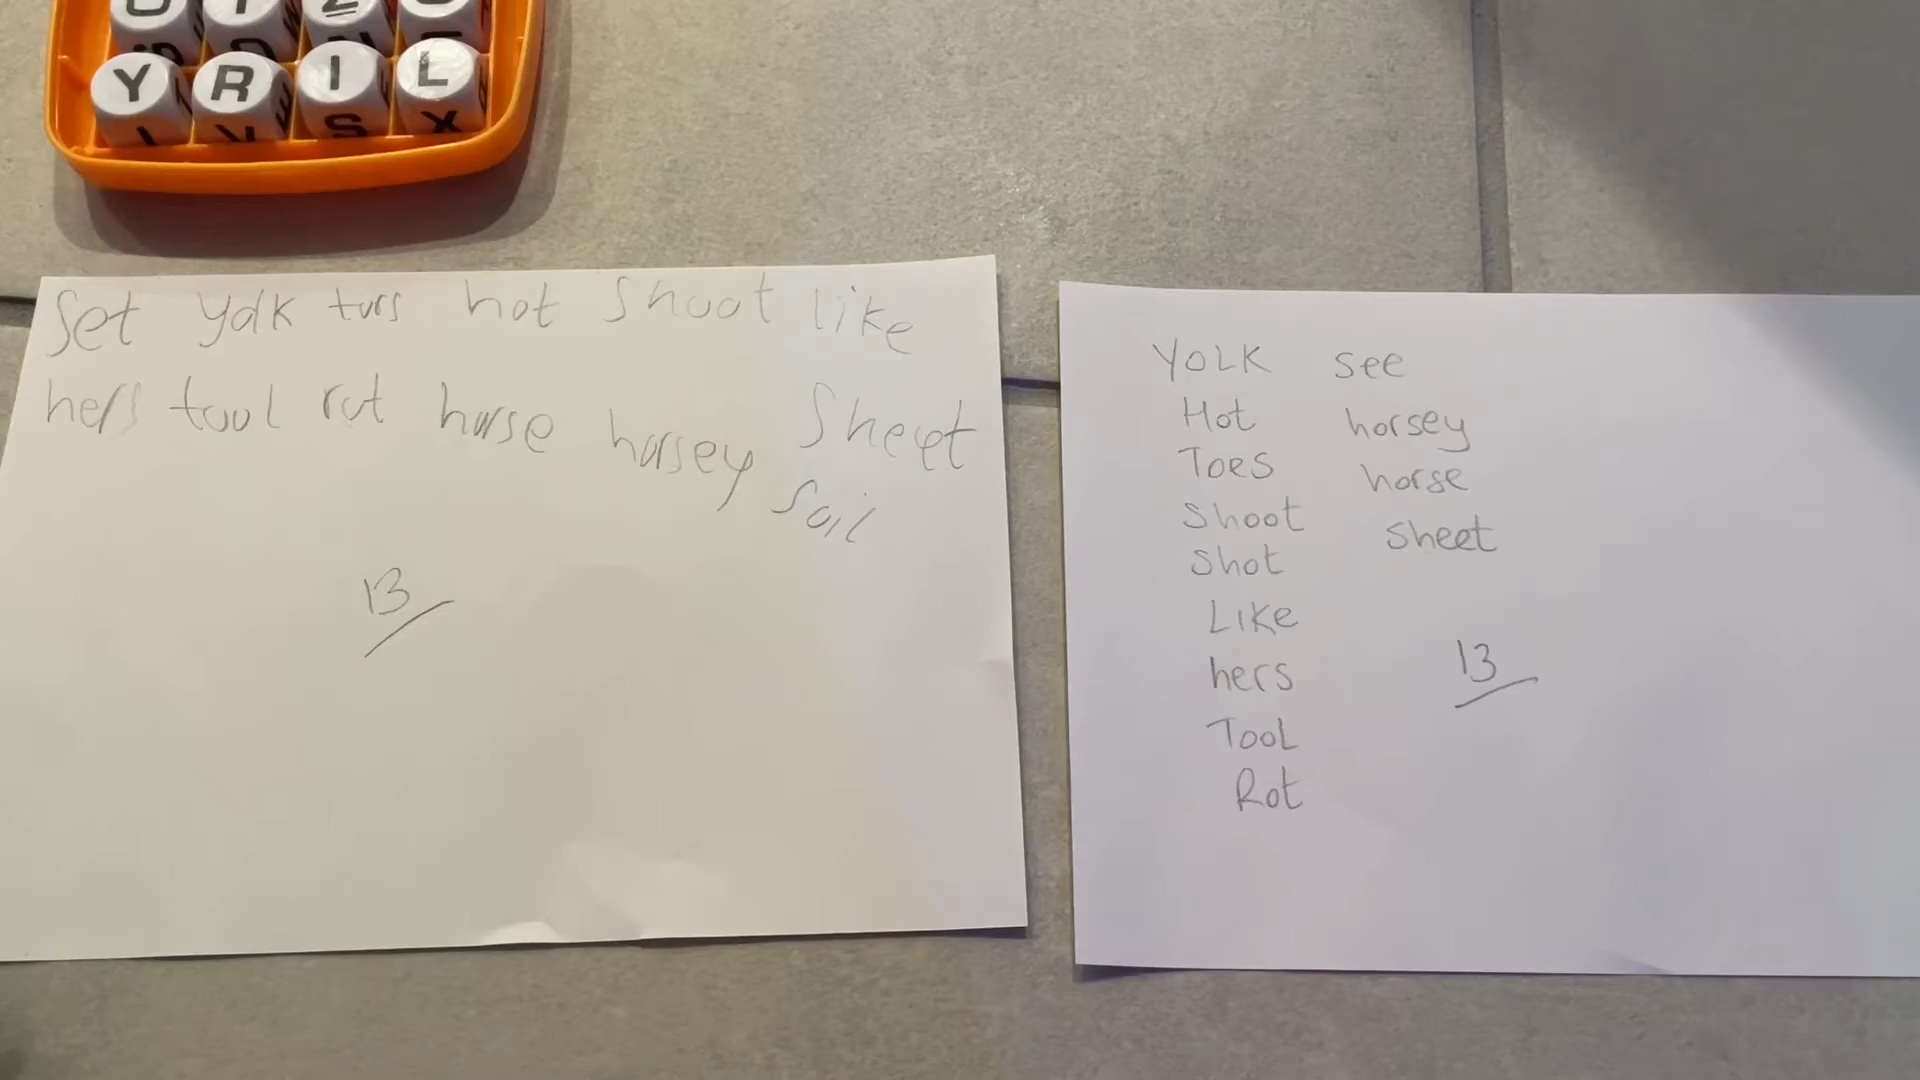 Y R I L
I V S X
Set yolk hot Shoot like
hers tool rot horse horsey Sheet
Soil
13
YOLK see
Hot horsey
Toes horse
Shoot Sheet
Shot
Like
hers
Tool
Rot
13